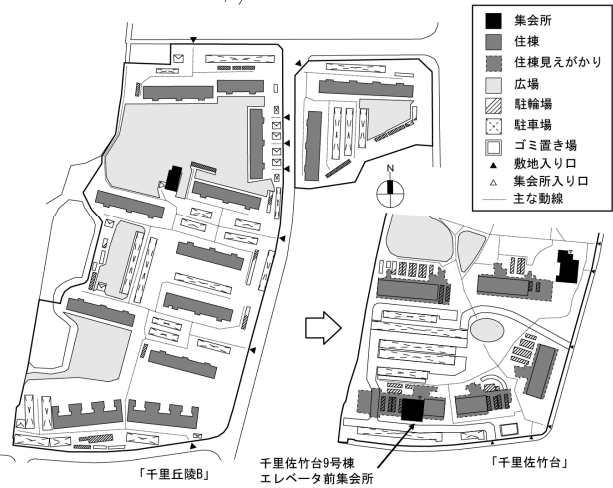 集会所
住棟
住棟見えがかり
広場
駐輪場
駐車場
ゴミ置き場
敷地入り口
集会所入り口
主な動線
N
「千里丘陵B」
千里佐竹台9号棟
エレベータ前集会所
「千里佐竹台」